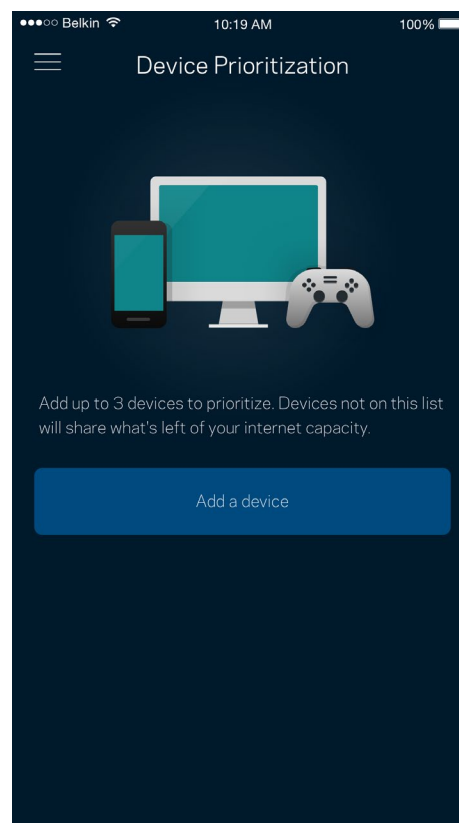 Belkin 10:19 AM 100%
Device Prioritization
Add up to 3 devices to prioritize. Devices not on this list
will share what's left of your internet capacity.
Add a device